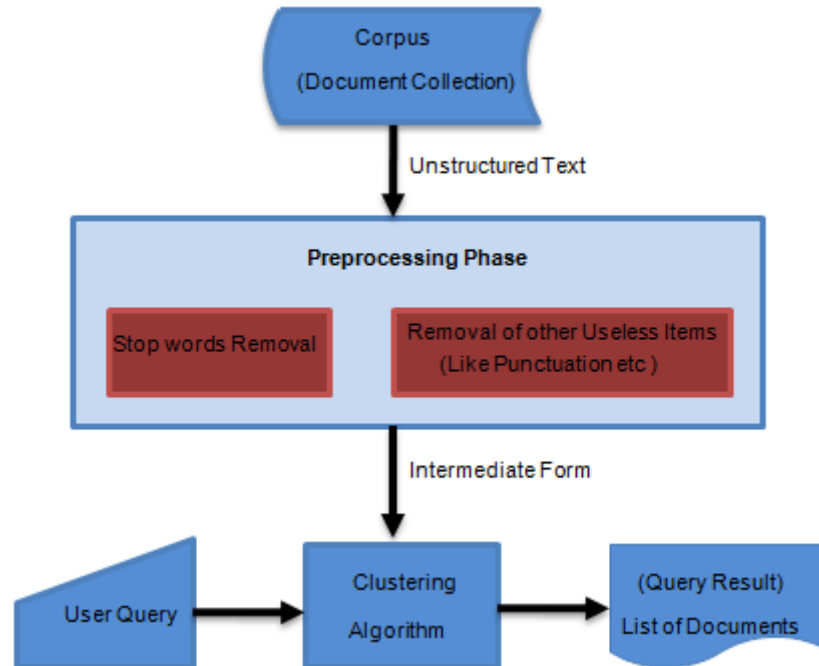 Corpus
(Document Collection)
Unstructured Text
Preprocessing Phase
Stop words Removal
Removal of other Useless Items
(Like Punctuation etc )
Intermediate Form
User Query
Clustering
Algorithm
(Query Result)
List of Documents